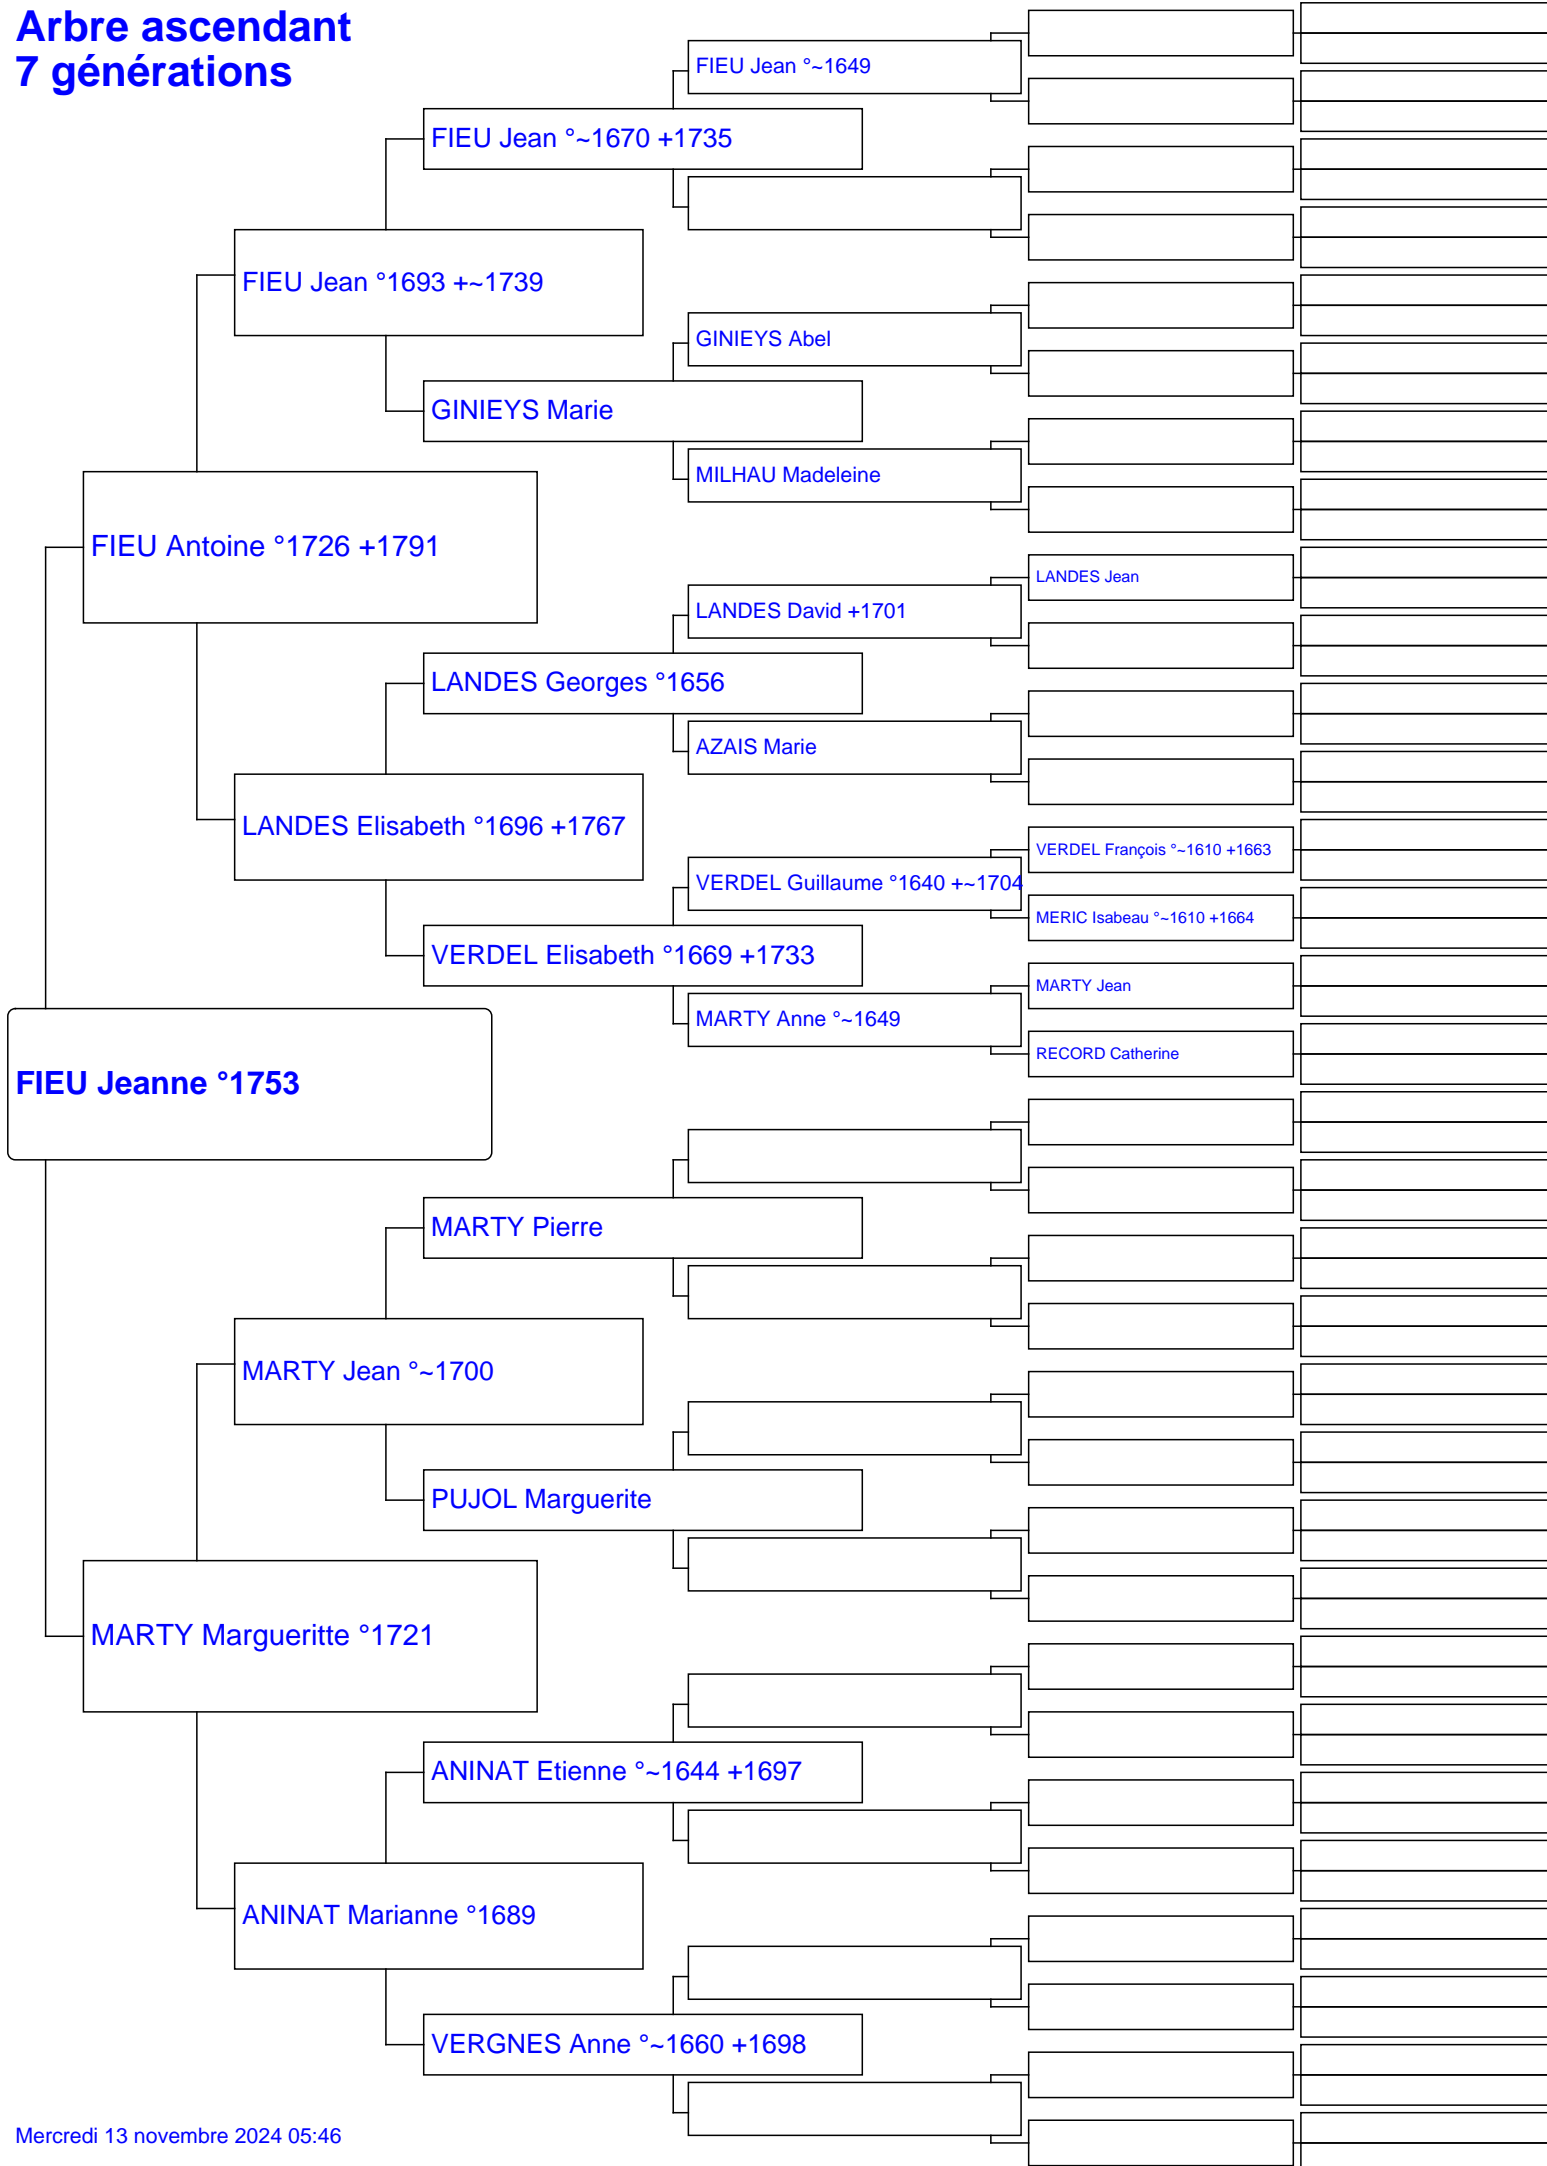 Arbre ascendant
7 générations
FIEU Jean °~1649
FIEU Jean °~1670 +1735
FIEU Jean °1693 +~1739
GINIEYS Abel
GINIEYS Marie
MILHAU Madeleine
FIEU Antoine °1726 +1791
LANDES Jean
LANDES David +1701
LANDES Georges °1656
AZAIS Marie
LANDES Elisabeth °1696 +1767
VERDEL François °~1610 +1663
VERDEL Guillaume °1640 +~1704
MERIC Isabeau °~1610 +1664
VERDEL Elisabeth °1669 +1733
MARTY Jean
MARTY Anne °~1649
RECORD Catherine
FIEU Jeanne °1753
MARTY Pierre
MARTY Jean °~1700
PUJOL Marguerite
MARTY Margueritte °1721
ANINAT Etienne °~1644 +1697
ANINAT Marianne °1689
VERGNES Anne °~1660 +1698
Mercredi 13 novembre 2024 05:46